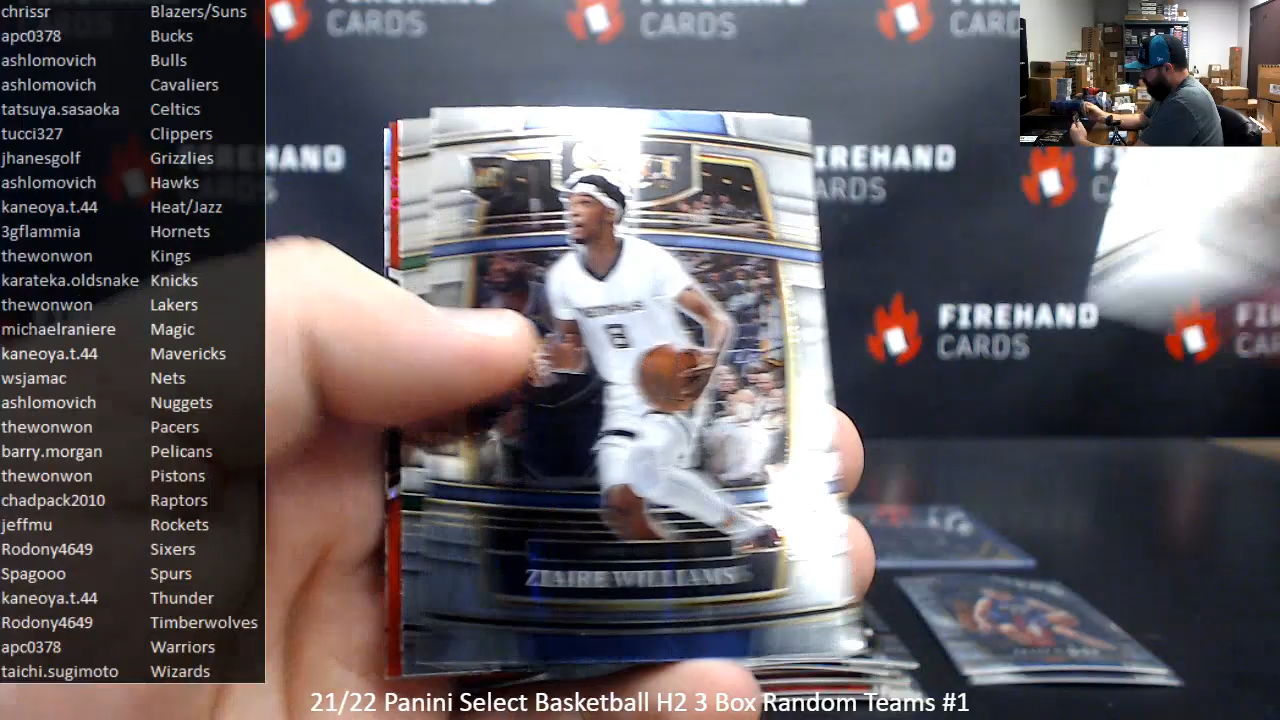 chrissr Blazers/Suns
apc0378 Bucks
ashlomovich Bulls
ashlomovich Cavaliers
tatsuya.sasaoka Celtics
tucci327 Clippers
jhanesgolf Grizzlies
ashlomovich Hawks
kaneoya.t.44 Heat/Jazz
3gflammia Hornets
thewonwon Kings
karateka.oldsnake Knicks
thewonwon Lakers
michaelraniere Magic
kaneoya.t.44 Mavericks
wsjamac Nets
ashlomovich Nuggets
thewonwon Pacers
barry.morgan Pelicans
thewonwon Pistons
chadpack2010 Raptors
jeffmu Rockets
Rodony4649 Sixers
Spagooo Spurs
kaneoya.t.44 Thunder
Rodony4649 Timberwolves
apc0378 Warriors
taichi.sugimoto Wizards
CARDS
CARDS
FIREHAND
CARDS
8
ZIAIRE WILLIAMS
21/22 Panini Select Basketball H2 3 Box Random Teams #1